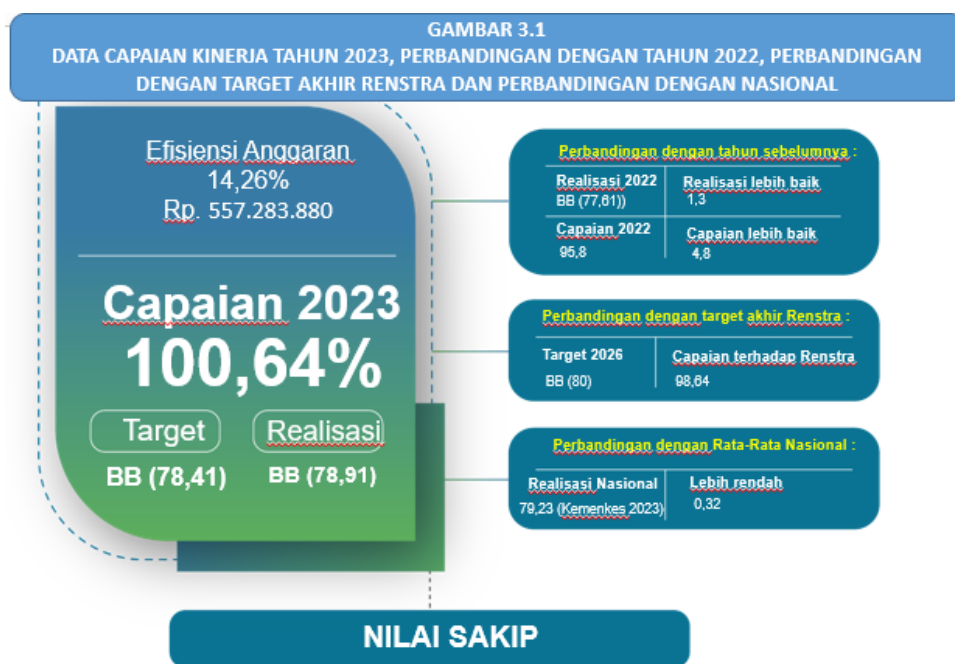 GAMBAR 3.1
DATA CAPAIAN KINERJA TAHUN 2023, PERBANDINGAN DENGAN TAHUN 2022, PERBANDINGAN
DENGAN TARGET AKHIR RENSTRA DAN PERBANDINGAN DENGAN NASIONAL
Efisiensi Anggaran
14,26%
Rp. 557.283.880
Capaian 2023
100,64%
Target
Realisasi
BB (78,41)
BB (78,91)
Perbandingan dengan tahun sebelumnya :
Realisasi 2022
Realisasi lebih baik
BB (77,61))
1,3
Capaian 2022
Capaian lebih baik
95,8
4,8
Perbandingan dengan target akhir Renstra :
Target 2026
Capaian terhadap Renstra
BB (80)
98,64
Perbandingan dengan Rata-Rata Nasional :
Realisasi Nasional
Lebih rendah
79,23 (Kemenkes 2023)
0,32
NILAI SAKIP